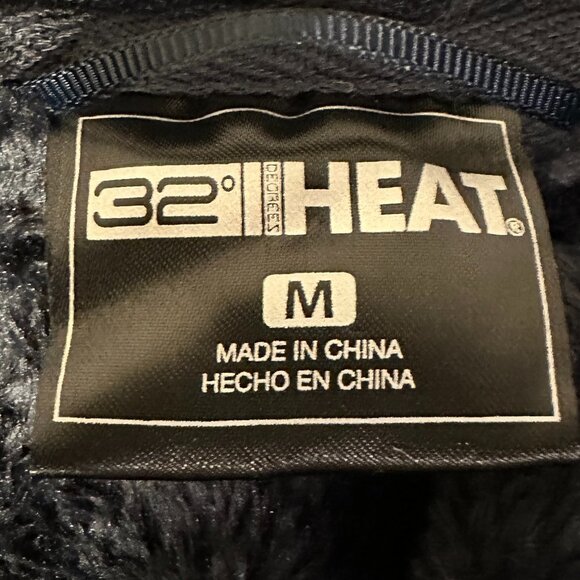 32° DEGREES HEAT®
M
MADE IN CHINA
HECHO EN CHINA